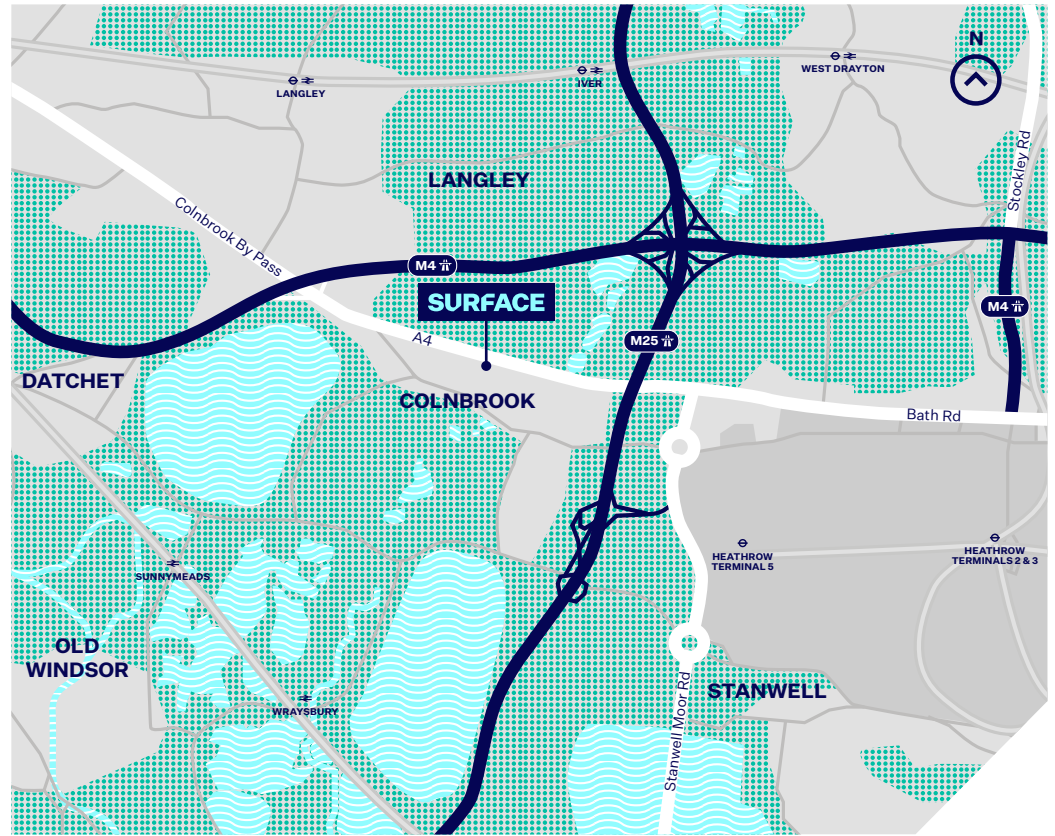 N
WEST DRAYTON
IVER
LANGLEY
Stockley Rd
LANGLEY
Colnbrook By Pass
M4
SURFACE
M4
M25
A4
DATCHET
COLNBROOK
Bath Rd
HEATHROW
TERMINAL 5
HEATHROW
TERMINALS 2 & 3
SUNNYMEADS
OLD
WINDSOR
STANWELL
WRAYSBURY
Stanwell Moor Rd